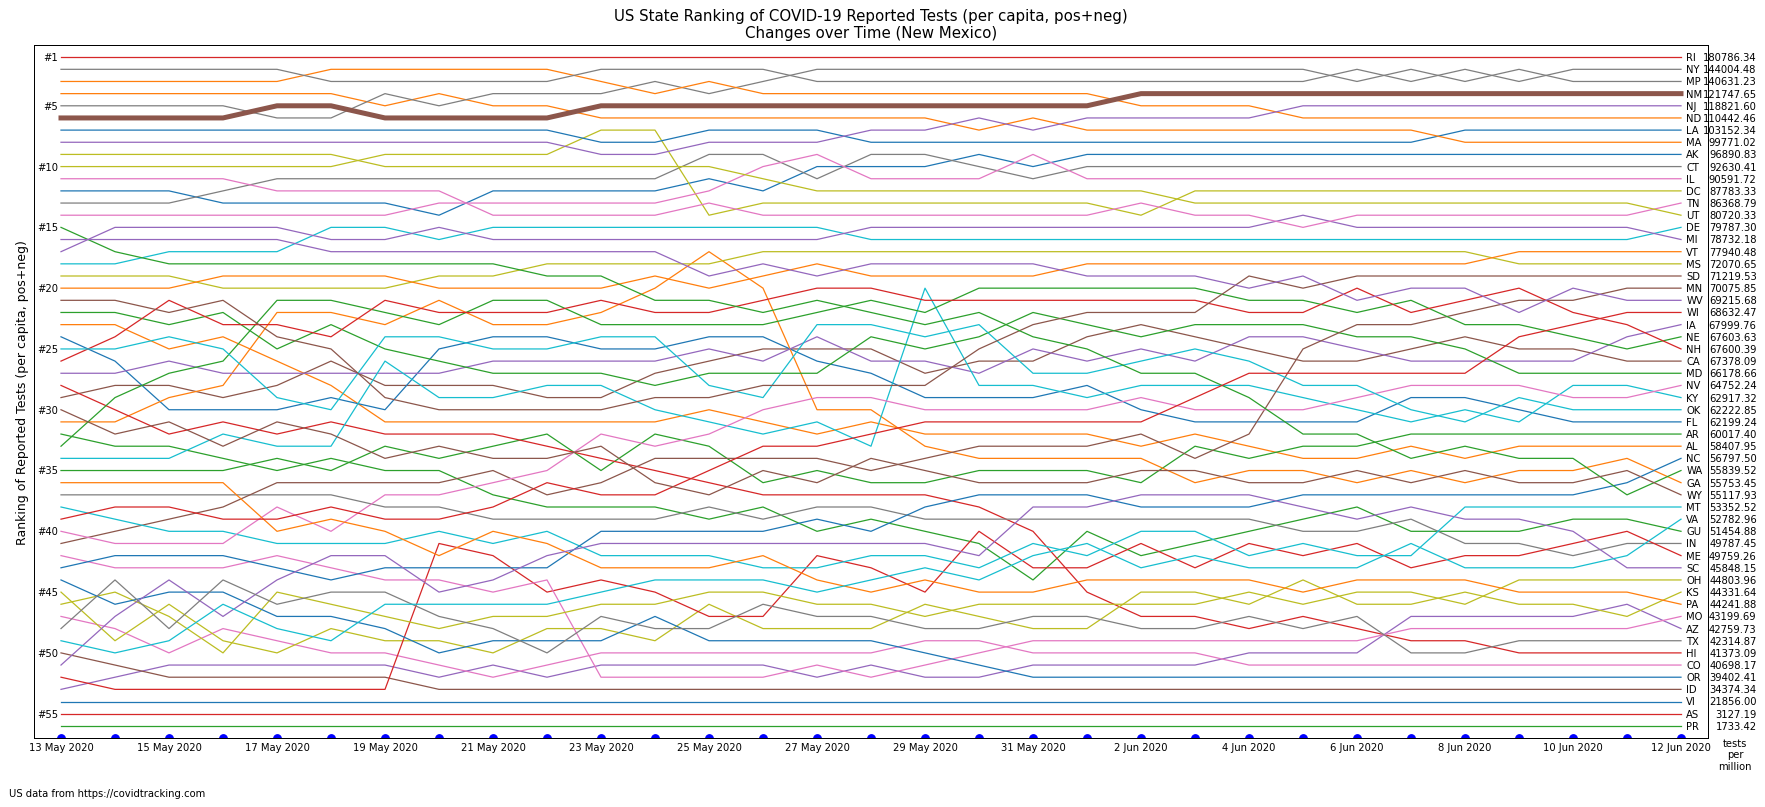 US State Ranking of COVID-19 Reported Tests (per capita, pos+neg)
Changes over Time (New Mexico)
Ranking of Reported Tests (per capita, pos+neg)
#1
#5
#10
#15
#20
#25
#30
#35
#40
#45
#50
#55
RI 180786.34
NY 144004.48
MP 140631.23
NM 121747.65
NJ 118821.60
ND 110442.46
LA 103152.34
MA 99771.02
AK 96890.83
CT 92630.41
IL 90591.72
DC 87783.33
TN 86368.79
UT 80720.33
DE 79787.30
MI 78732.18
VT 77940.48
MS 72070.65
SD 71219.53
MN 70075.85
WV 69215.68
WI 68632.47
IA 67999.76
NE 67603.63
NH 67600.39
CA 67378.09
MD 66178.66
NV 64752.24
KY 62917.32
OK 62222.85
FL 62199.24
AR 60017.40
AL 58407.95
NC 56797.50
WA 55839.52
GA 55753.45
WY 55117.93
MT 53352.52
VA 52782.96
GU 51454.88
IN 49787.45
ME 49759.26
SC 45848.15
OH 44803.96
KS 44331.64
PA 44241.88
MO 43199.69
AZ 42759.73
TX 42314.87
HI 41373.09
CO 40698.17
OR 39402.41
ID 34374.34
VI 21856.00
AS 3127.19
PR 1733.42
13 May 2020 15 May 2020 17 May 2020 19 May 2020 21 May 2020 23 May 2020 25 May 2020 27 May 2020 29 May 2020 31 May 2020 2 Jun 2020 4 Jun 2020 6 Jun 2020 8 Jun 2020 10 Jun 2020 12 Jun 2020
tests
per
million
US data from https://covidtracking.com